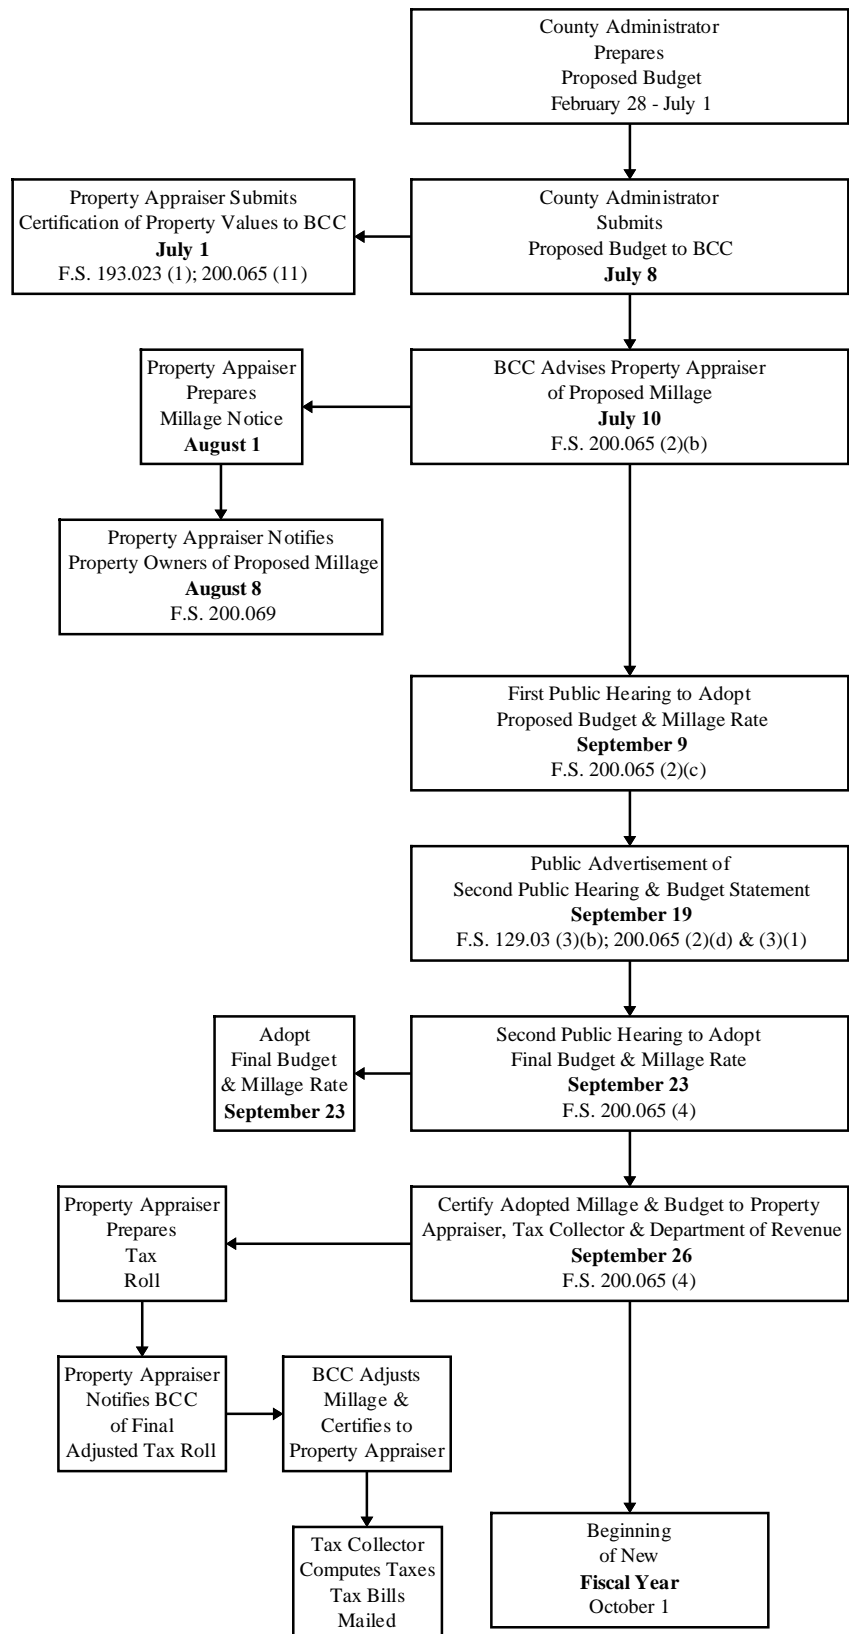 County Administrator
Prepares
Proposed Budget
February 28 - July 1
Property Appraiser Submits
Certification of Property Values to BCC
July 1
F.S. 193.023 (1); 200.065 (11)
County Administrator
Submits
Proposed Budget to BCC
July 8
Property Appaiser
Prepares
Millage Notice
August 1
BCC Advises Property Appraiser
of Proposed Millage
July 10
F.S. 200.065 (2)(b)
Property Appraiser Notifies
Property Owners of Proposed Millage
August 8
F.S. 200.069
First Public Hearing to Adopt
Proposed Budget & Millage Rate
September 9
F.S. 200.065 (2)(c)
Public Advertisement of
Second Public Hearing & Budget Statement
September 19
F.S. 129.03 (3)(b); 200.065 (2)(d) & (3)(1)
Adopt
Final Budget
& Millage Rate
September 23
Second Public Hearing to Adopt
Final Budget & Millage Rate
September 23
F.S. 200.065 (4)
Property Appraiser
Prepares
Tax
Roll
Certify Adopted Millage & Budget to Property
Appraiser, Tax Collector & Department of Revenue
September 26
F.S. 200.065 (4)
Property Appraiser
Notifies BCC
of Final
Adjusted Tax Roll
BCC Adjusts
Millage &
Certifies to
Property Appraiser
Tax Collector
Computes Taxes
Tax Bills
Mailed
Beginning
of New
Fiscal Year
October 1